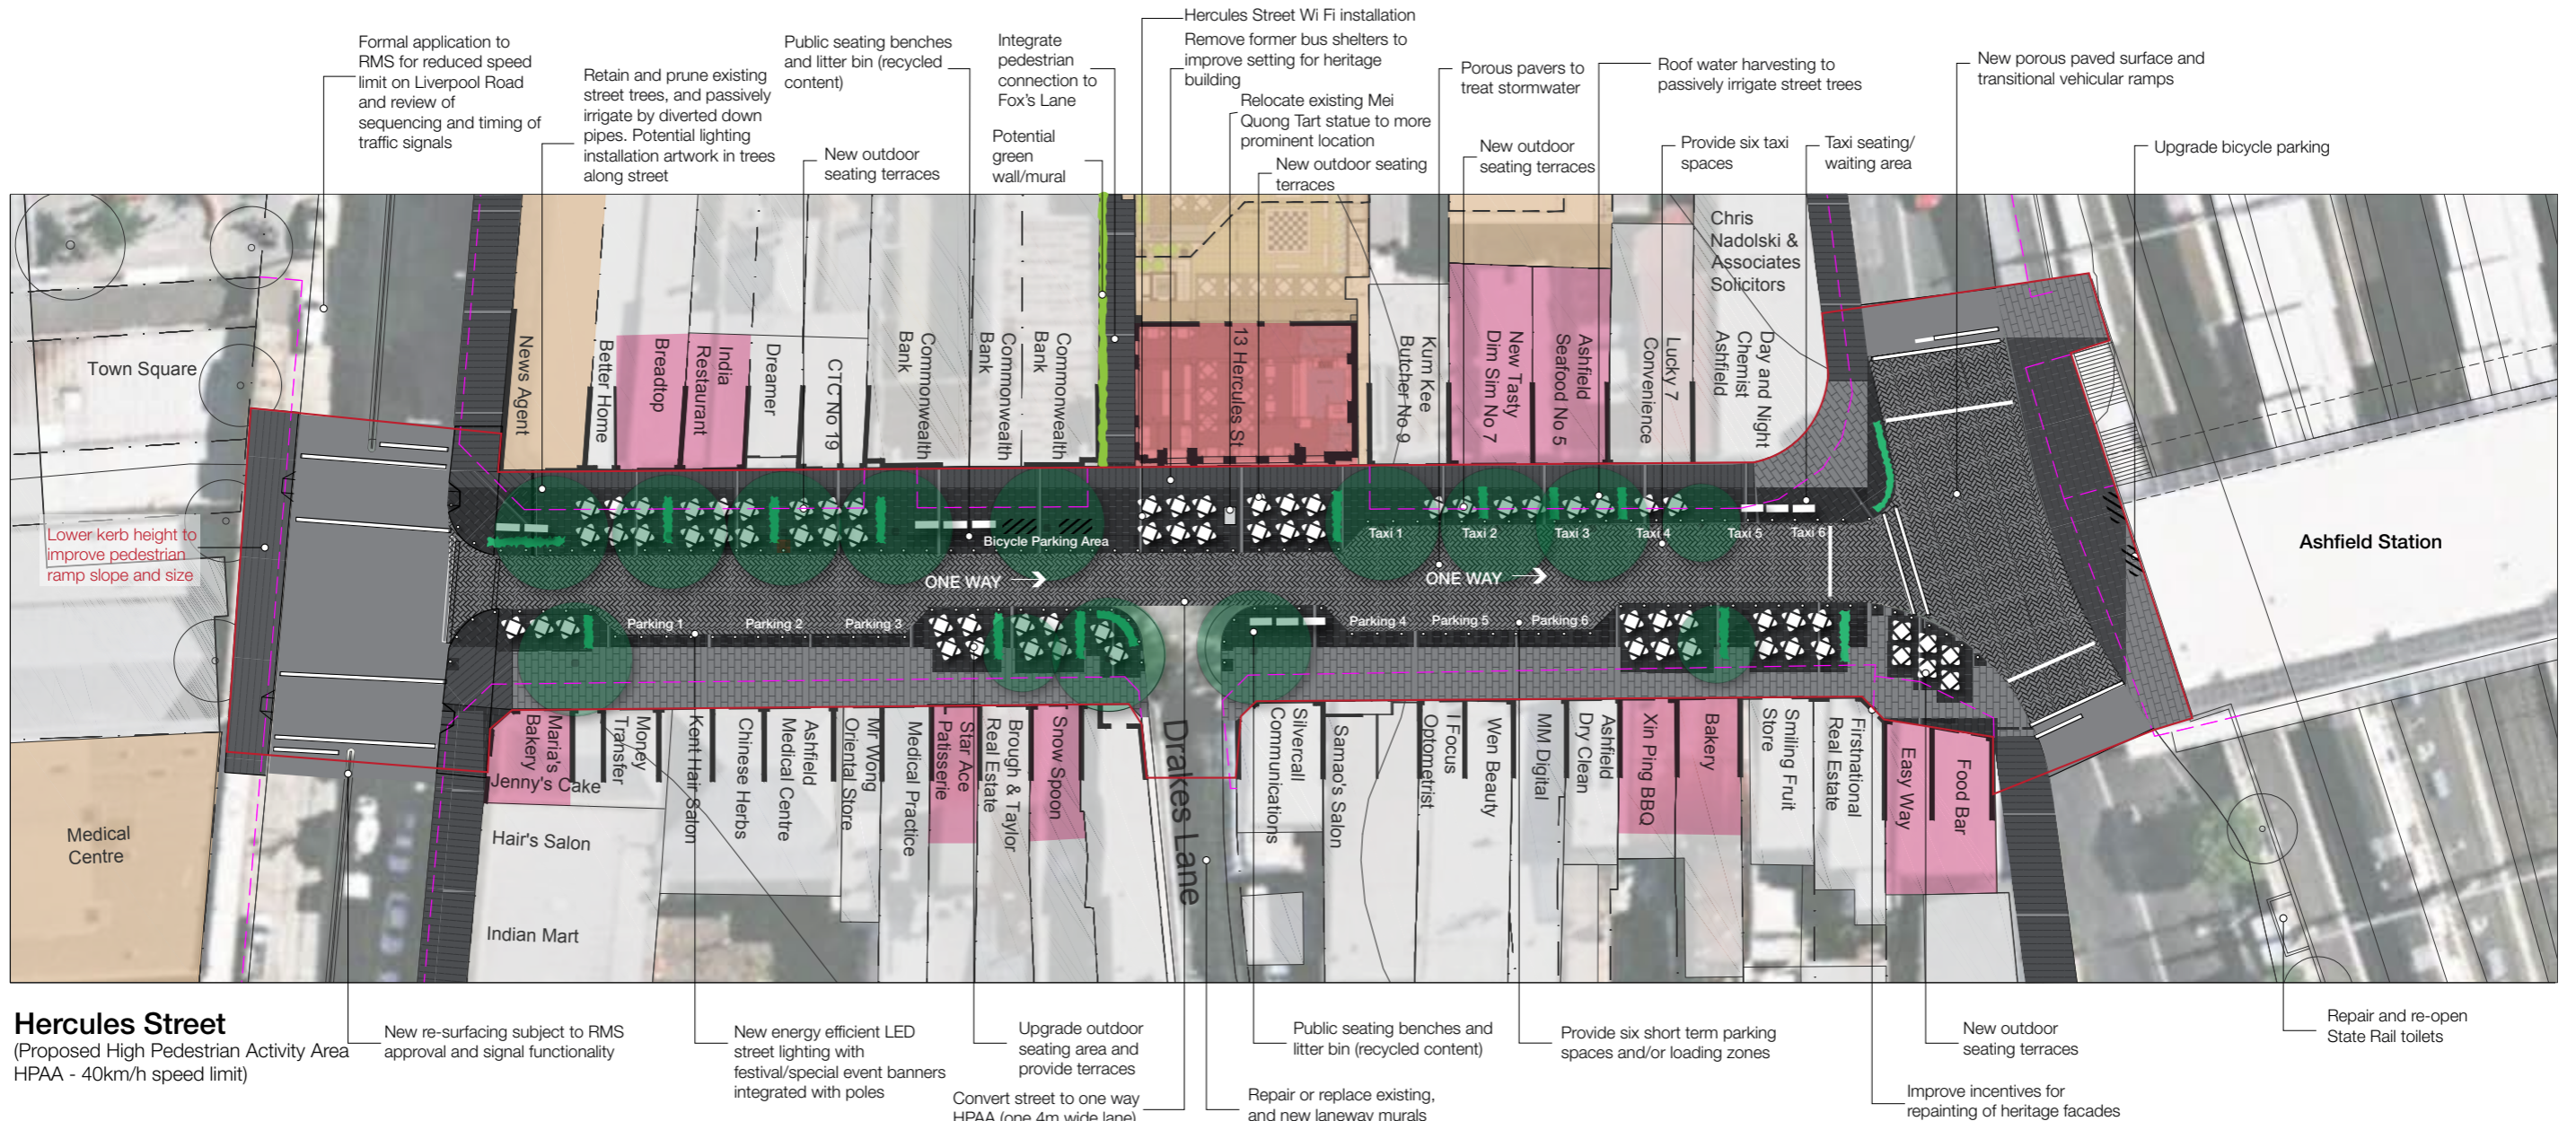 Hercules Street Wi Fi installation
Remove former bus shelters to
improve setting for heritage
building
Formal application to
RMS for reduced speed
limit on Liverpool Road
and review of
sequencing and timing of
traffic signals
Retain and prune existing
street trees, and passively
irrigate by diverted down
pipes. Potential lighting
installation artwork in trees
along street
Public seating benches
and litter bin (recycled
content)
New outdoor
seating terraces
Integrate
pedestrian
connection to
Fox's Lane
Potential
green
wall/mural
Relocate existing Mei
Quong Tart statue to more
prominent location
New outdoor seating
terraces
Porous pavers to
treat stormwater
New outdoor
seating terraces
Roof water harvesting to
passively irrigate street trees
Provide six taxi
spaces
Taxi seating/
waiting area
New porous paved surface and
transitional vehicular ramps
Upgrade bicycle parking
Town Square
News Agent
Better Home
Breadtop
India
Restaurant
Dreamer
CTC No 19
Commonwealth
Bank
Commonwealth
Bank
Commonwealth
Bank
13 Hercules St
Kum Kee
Butcher No 9
New Tasty
Dim Sim No 7
Ashfield
Seafood No 5
Lucky 7
Convenience
Chris
Nadolski &
Associates
Solicitors
Day and Night
Chemist
Ashfield
Lower kerb height to
improve pedestrian
ramp slope and size
Bicycle Parking Area
Taxi 1
Taxi 2
Taxi 3
Taxi 4
Taxi 5
Taxi 6
Ashfield Station
ONE WAY
ONE WAY
Parking 1
Parking 2
Parking 3
Parking 4
Parking 5
Parking 6
Maria's
Bakery
Jenny's Cake
Hair's Salon
Indian Mart
Medical
Centre
Money
Transfer
Kent Hair Salon
Chinese Herbs
Ashfield
Medical Centre
Mr Wong
Oriental Store
Medical Practice
Star Ace
Patisserie
Brough & Taylor
Real Estate
Snow Spoon
Drakes Lane
Silvercall
Communications
Samao's Salon
I Focus
Optometrist
Wen Beauty
MM Digital
Ashfield
Dry Clean
Xin Ping BBQ
Bakery
Smiling Fruit
Store
Firstnational
Real Estate
Easy Way
Food Bar
Hercules Street
(Proposed High Pedestrian Activity Area
HPAA - 40km/h speed limit)
New re-surfacing subject to RMS
approval and signal functionality
New energy efficient LED
street lighting with
festival/special event banners
integrated with poles
Upgrade outdoor
seating area and
provide terraces
Convert street to one way
HPAA (one 4m wide lane)
Public seating benches and
litter bin (recycled content)
Repair or replace existing,
and new laneway murals
Provide six short term parking
spaces and/or loading zones
New outdoor
seating terraces
Improve incentives for
repainting of heritage facades
Repair and re-open
State Rail toilets